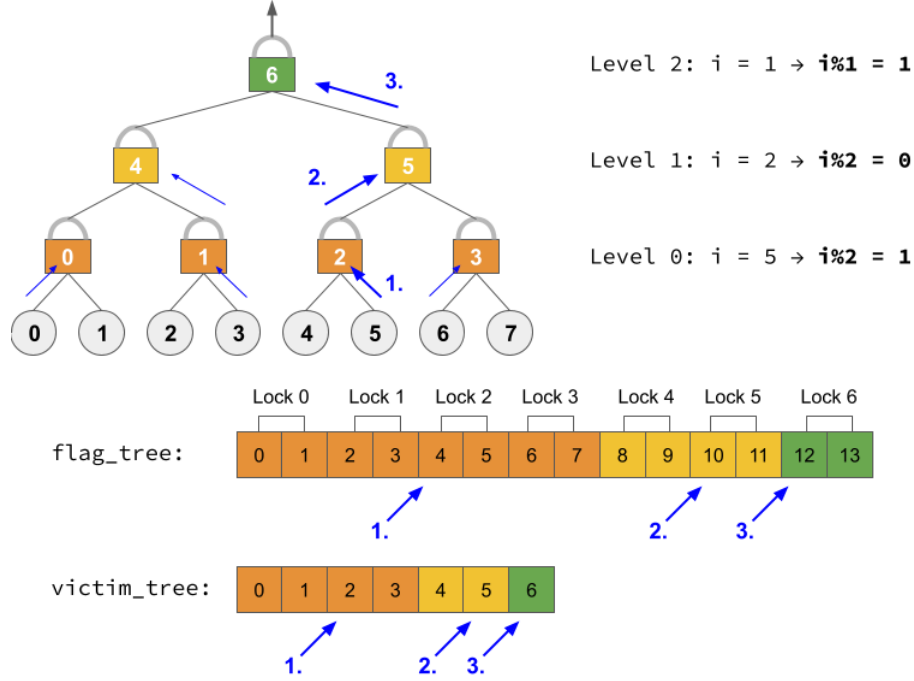 6
3.
Level 2: i = 1 → i%1 = 1
4
5
2.
Level 1: i = 2 → i%2 = 0
0
1
2
3
1.
Level 0: i = 5 → i%2 = 1
0 1 2 3 4 5 6 7
Lock 0 Lock 1 Lock 2 Lock 3 Lock 4 Lock 5 Lock 6
flag_tree: 0 1 2 3 4 5 6 7 8 9 10 11 12 13
1. 2. 3.
victim_tree: 0 1 2 3 4 5 6
1. 2. 3.